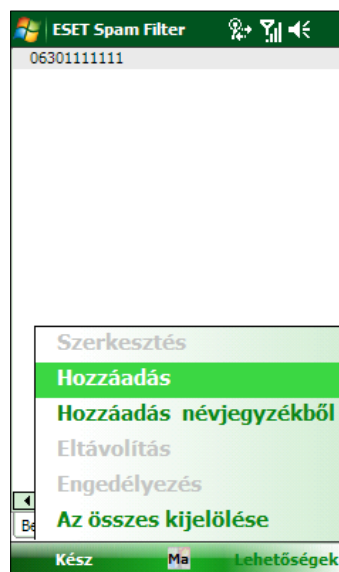 ESET Spam Filter
06301111111
Szerkesztés
Hozzáadás
Hozzáadás névjegyzékből
Eltávolítás
Engedélyezés
Az összes kijelölése
Kész Ma Lehetőségek